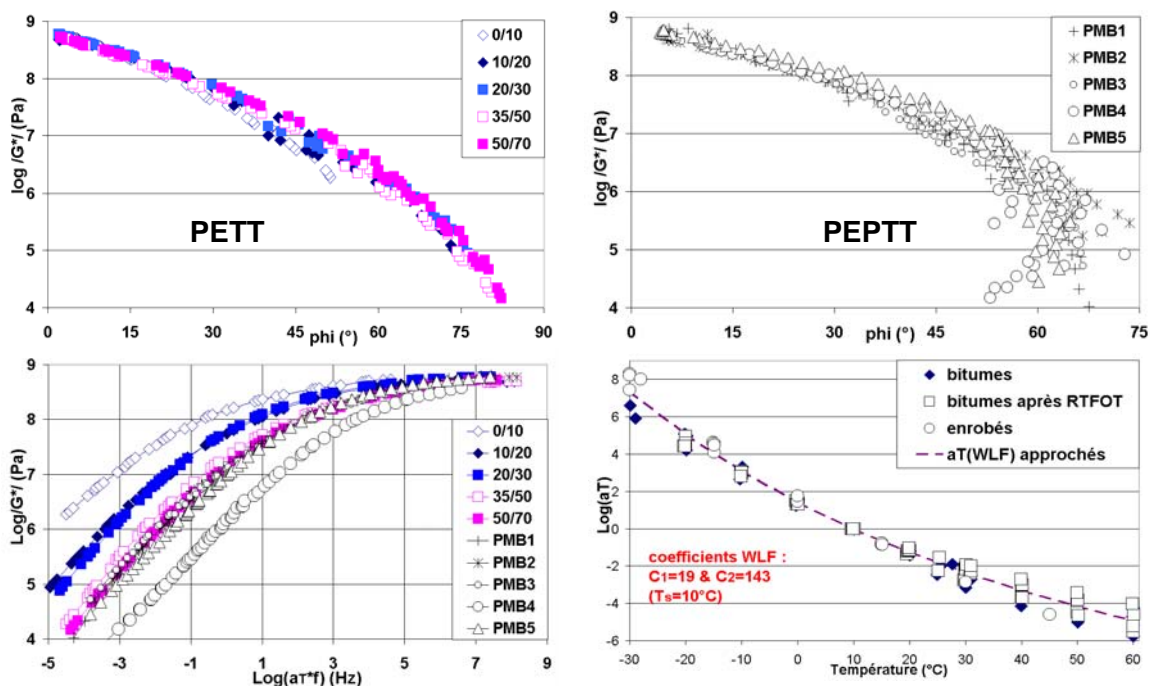 log /G*/ (Pa)
9
8
7
6
5
4
0
15
30
45
60
75
90
phi (°)
PETT
0/10
10/20
20/30
35/50
50/70
log /G*/ (Pa)
9
8
7
6
5
4
0
15
30
45
60
75
phi (°)
PEPTT
PMB1
PMB2
PMB3
PMB4
PMB5
Log/G*/ (Pa)
9
8
7
6
5
4
-5
-3
-1
1
3
5
7
9
Log(aT*f) (Hz)
0/10
10/20
20/30
35/50
50/70
PMB1
PMB2
PMB3
PMB4
PMB5
Log(aT)
8
6
4
2
0
-2
-4
-6
-30
-20
-10
0
10
20
30
40
50
60
Température (°C)
bitumes
bitumes après RTFOT
enrobés
aT(WLF) approchés
coefficients WLF :
C1=19 & C2=143
(Ts=10°C)